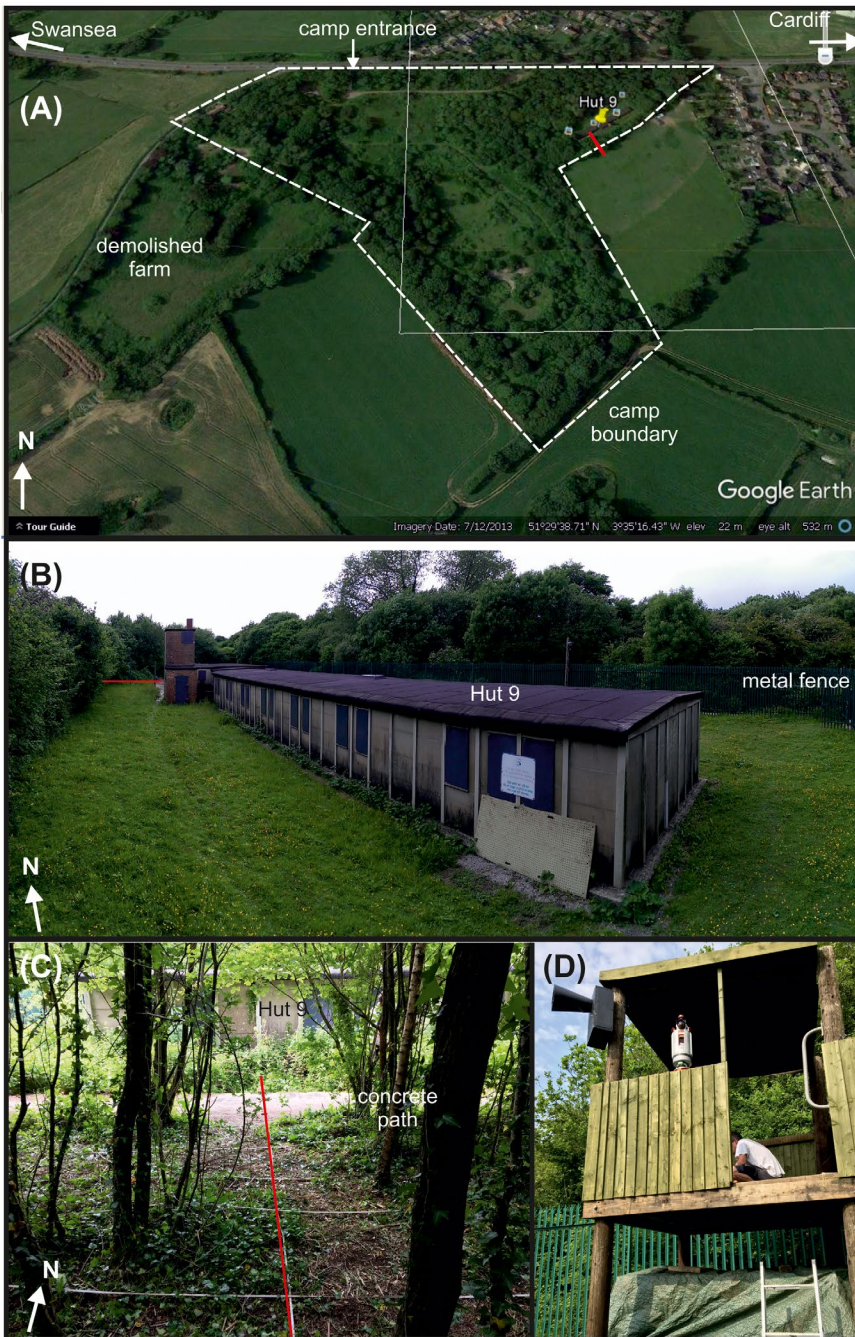 Swansea
camp entrance
Cardiff
(A)
Hut 9
demolished
farm
N
camp
boundary
Google Earth
Tour Guide
Imagery Date: 7/12/2013 51°29'38.71" N 3°35'16.43" W elev 22 m eye alt 532 m
(B)
Hut 9
metal fence
N
(C)
Hut 9
concrete
path
N
(D)